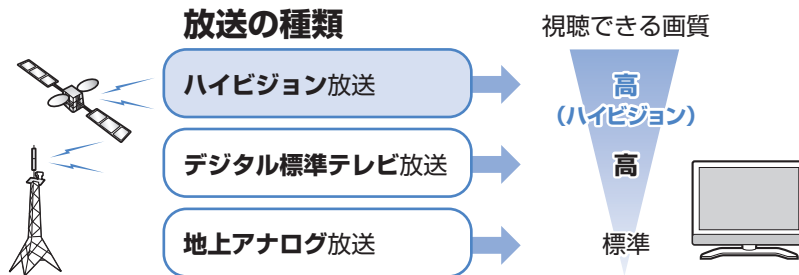 放送の種類
視聴できる画質
ハイビジョン放送
高
（ハイビジョン）
デジタル標準テレビ放送
高
地上アナログ放送
標準